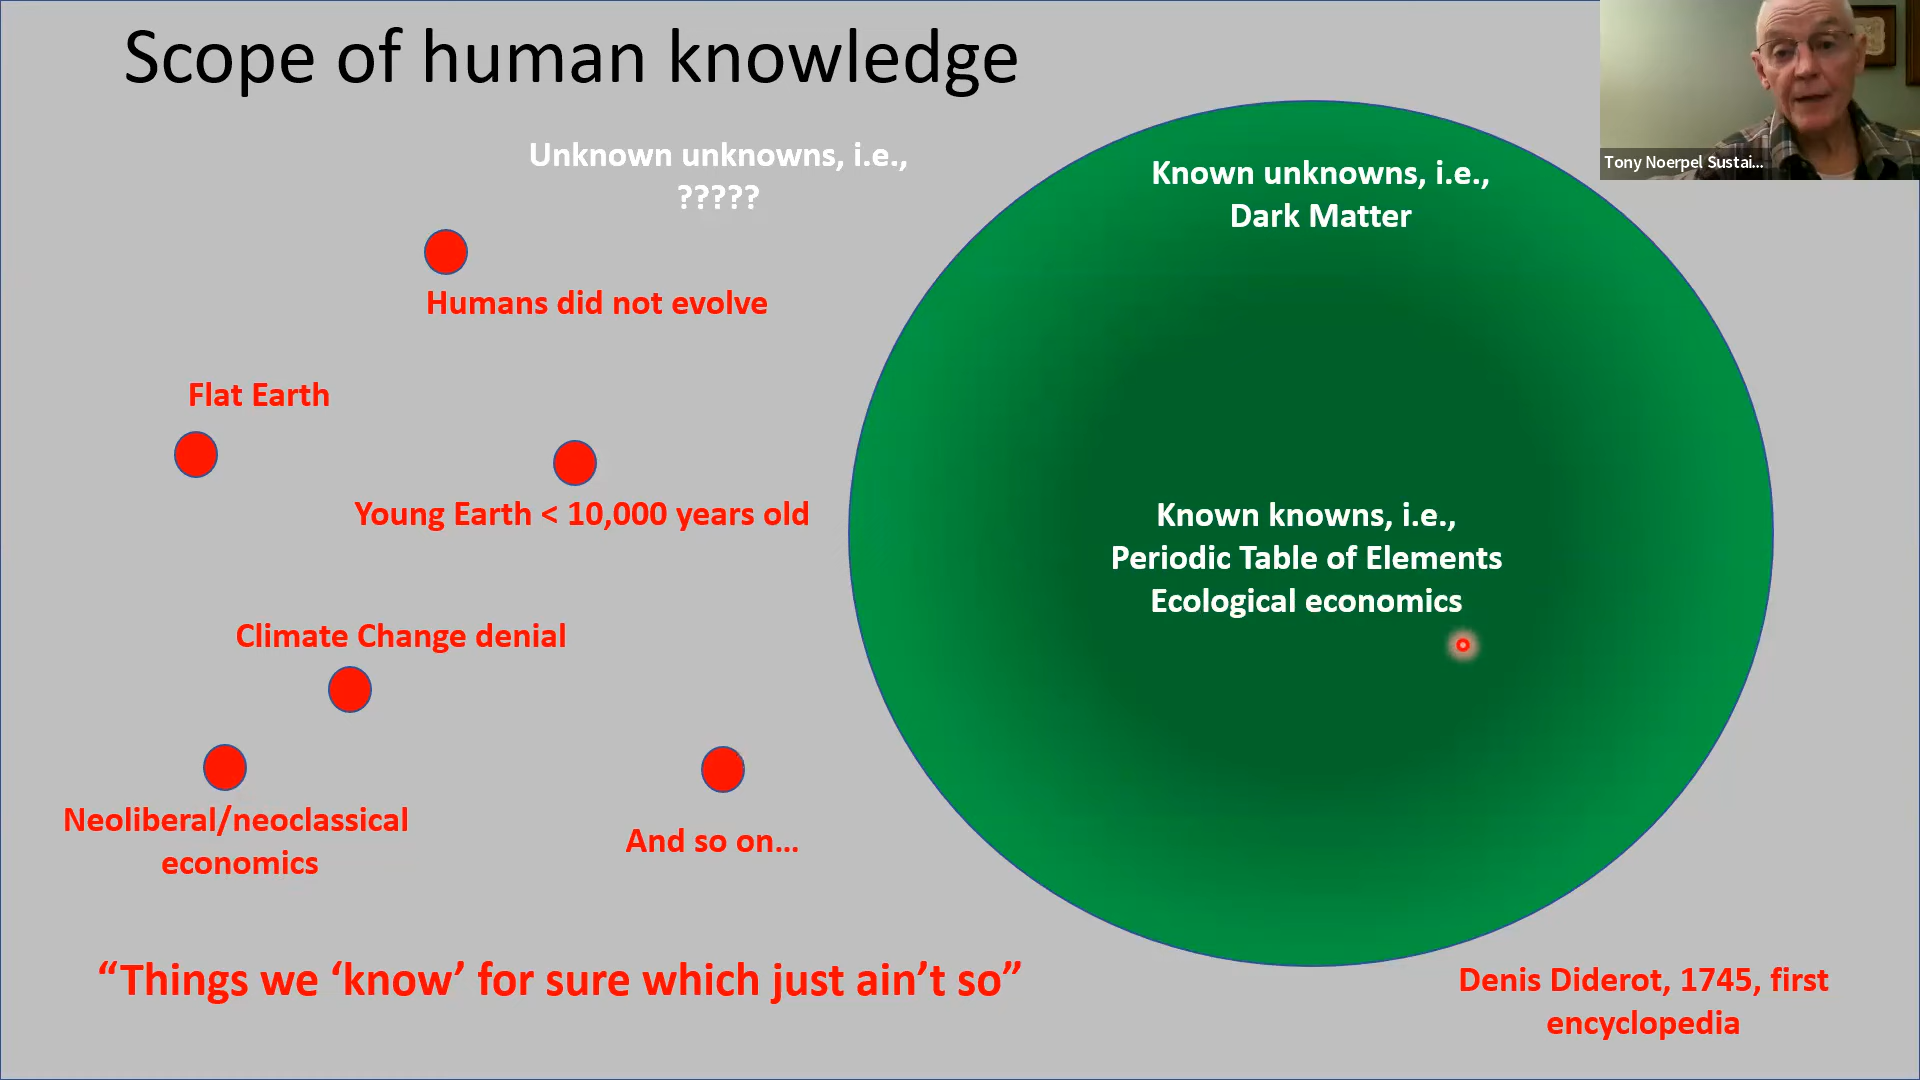 Scope of human knowledge
Tony Noerpel Sustai...
Unknown unknowns, i.e.,
?????
Known unknowns, i.e.,
Dark Matter
Humans did not evolve
Flat Earth
Young Earth < 10,000 years old
Known knowns, i.e.,
Periodic Table of Elements
Ecological economics
Climate Change denial
Neoliberal/neoclassical
economics
And so on...
“Things we ‘know’ for sure which just ain’t so”
Denis Diderot, 1745, first
encyclopedia